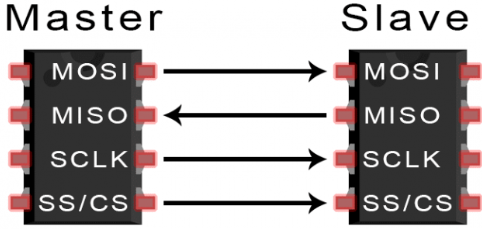 Master Slave
MOSI MOSI
MISO MISO
SCLK SCLK
SS/CS SS/CS